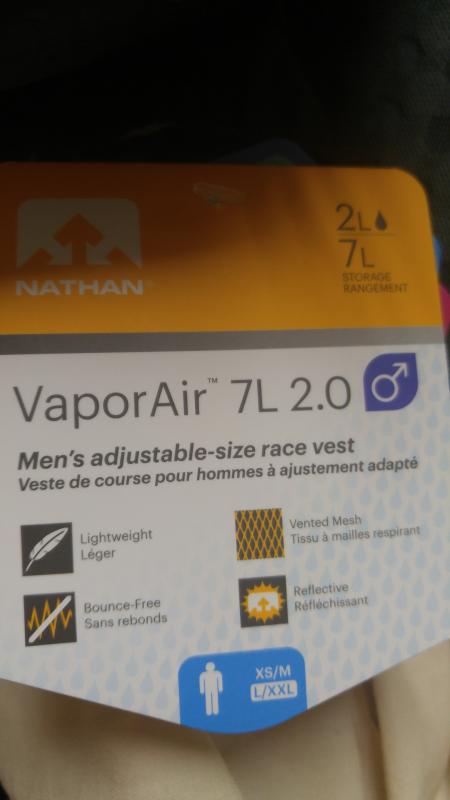 NATHAN®
2L
7L
STORAGE
RANGEMENT
VaporAir™ 7L 2.0
Men's adjustable-size race vest
Veste de course pour hommes à ajustement adapté
Lightweight
Léger
Vented Mesh
Tissu à mailles respirant
Bounce-Free
Sans rebonds
Reflective
Réfléchissant
XS/M
L/XXL